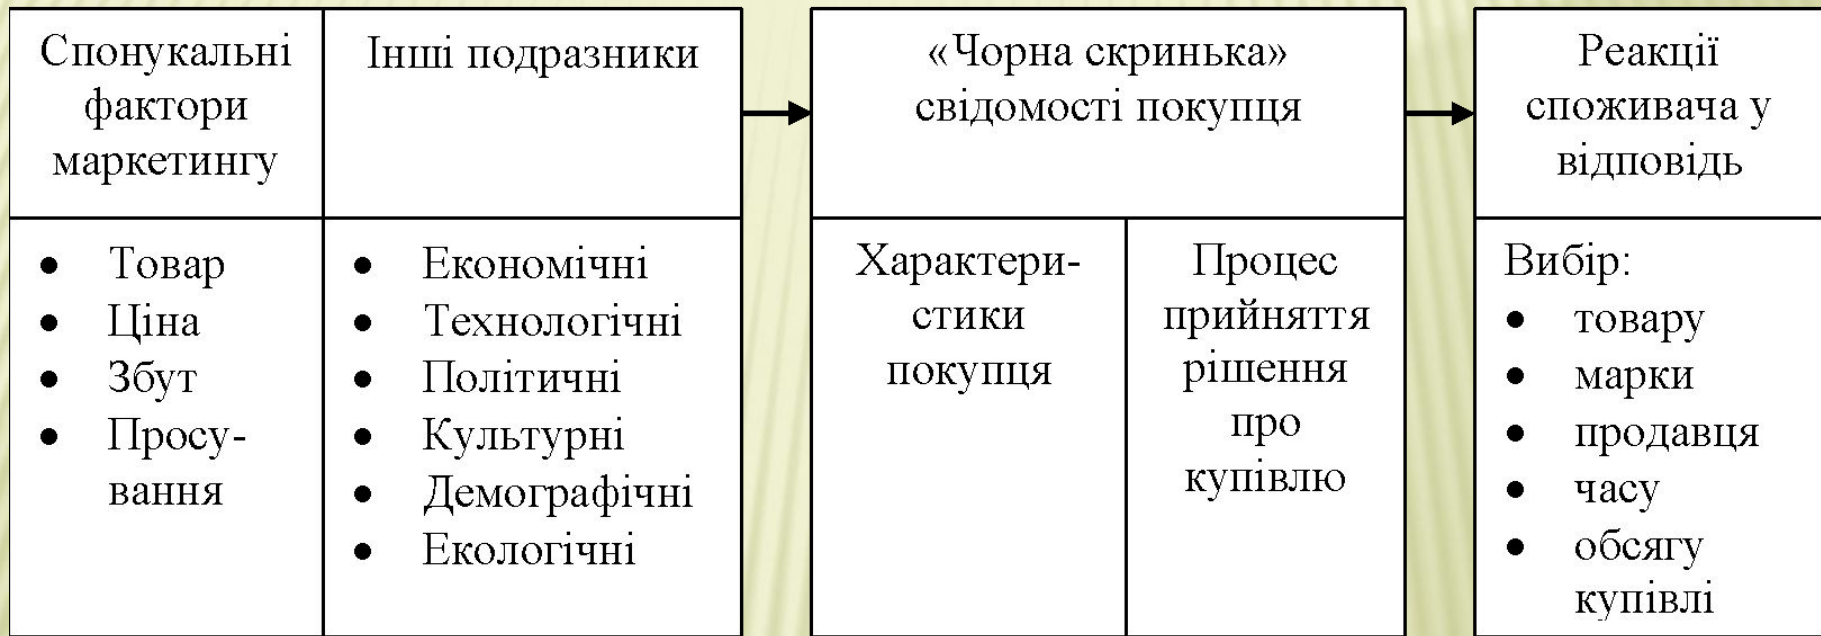 Спонукальні
фактори
маркетингу
Інші подразники
«Чорна скринька»
свідомості покупця
Реакції
споживача у
відповідь
• Товар
• Ціна
• Збут
• Просу-
вання
• Економічні
• Технологічні
• Політичні
• Культурні
• Демографічні
• Екологічні
Характери-
стики
покупця
Процес
прийняття
рішення
про
купівлю
Вибір:
• товару
• марки
• продавця
• часу
• обсягу
купівлі